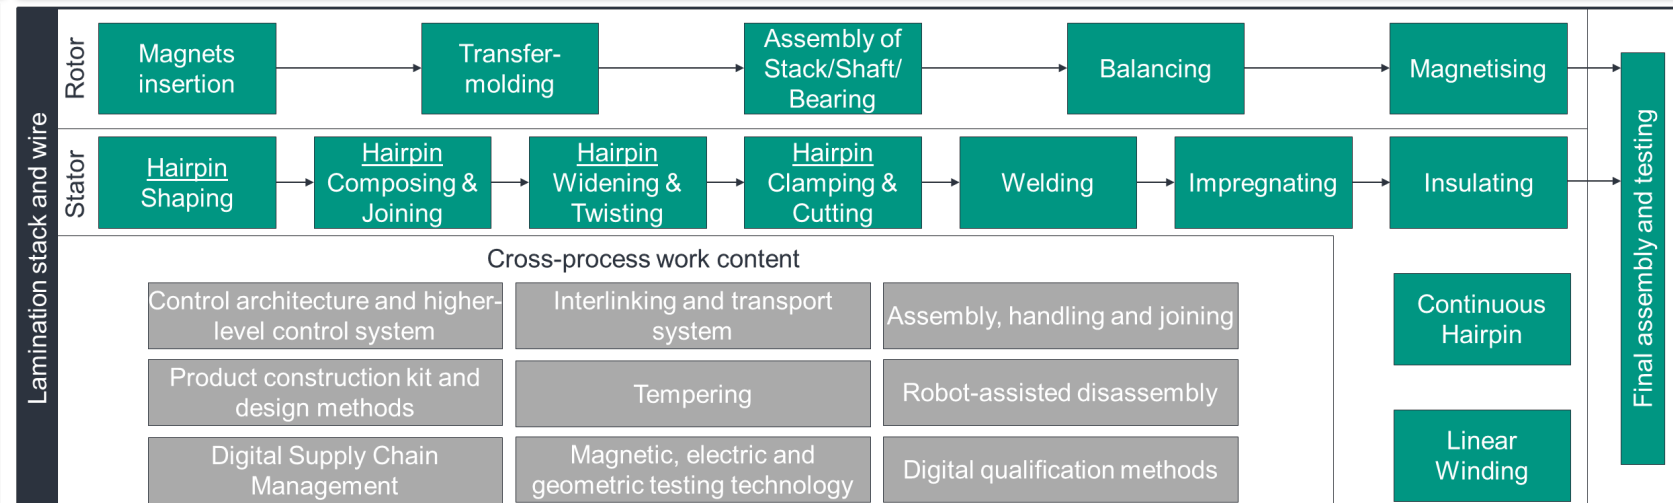 Lamination stack and wire
Rotor
Magnets
insertion
Transfer-
molding
Assembly of
Stack/Shaft/
Bearing
Balancing
Magnetising
Stator
Hairpin
Shaping
Hairpin
Composing &
Joining
Hairpin
Widening &
Twisting
Hairpin
Clamping &
Cutting
Welding
Impregnating
Insulating
Final assembly and testing
Cross-process work content
Control architecture and higher-
level control system
Interlinking and transport
system
Assembly, handling and joining
Product construction kit and
design methods
Tempering
Robot-assisted disassembly
Digital Supply Chain
Management
Magnetic, electric and
geometric testing technology
Digital qualification methods
Continuous
Hairpin
Linear
Winding